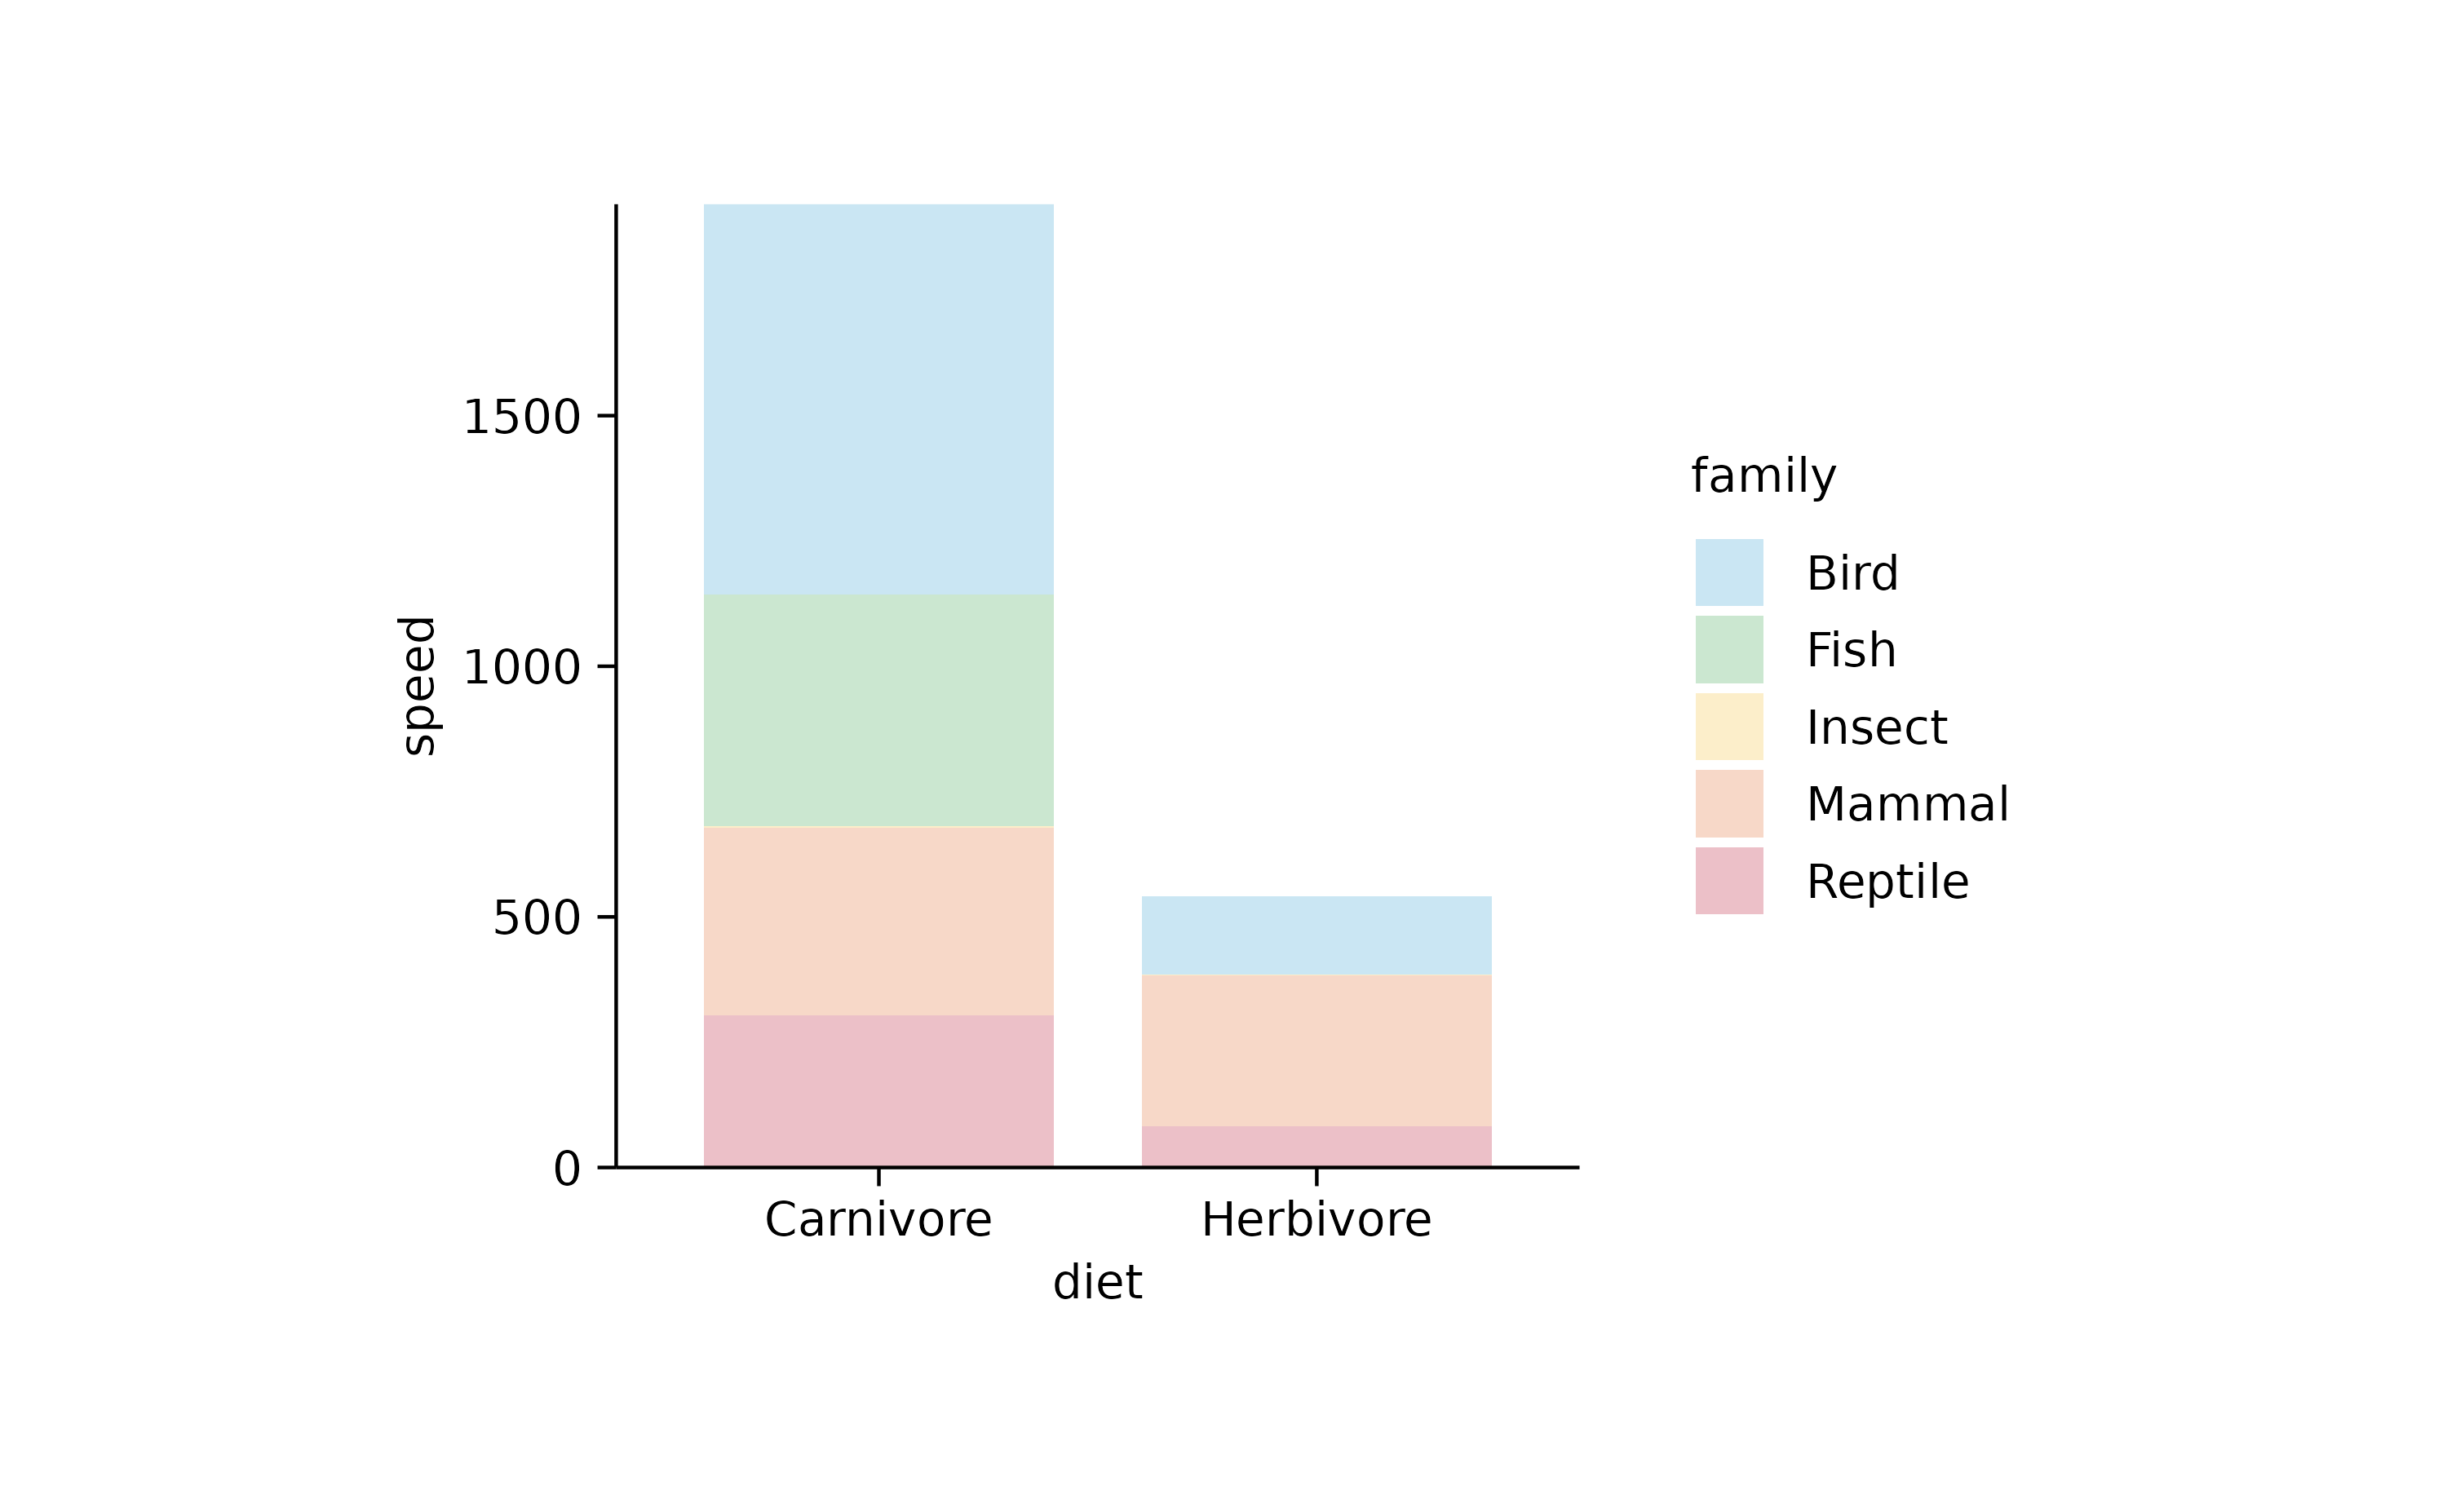 speed
1500
1000
500
0
Carnivore
Herbivore
diet
family
Bird
Fish
Insect
Mammal
Reptile